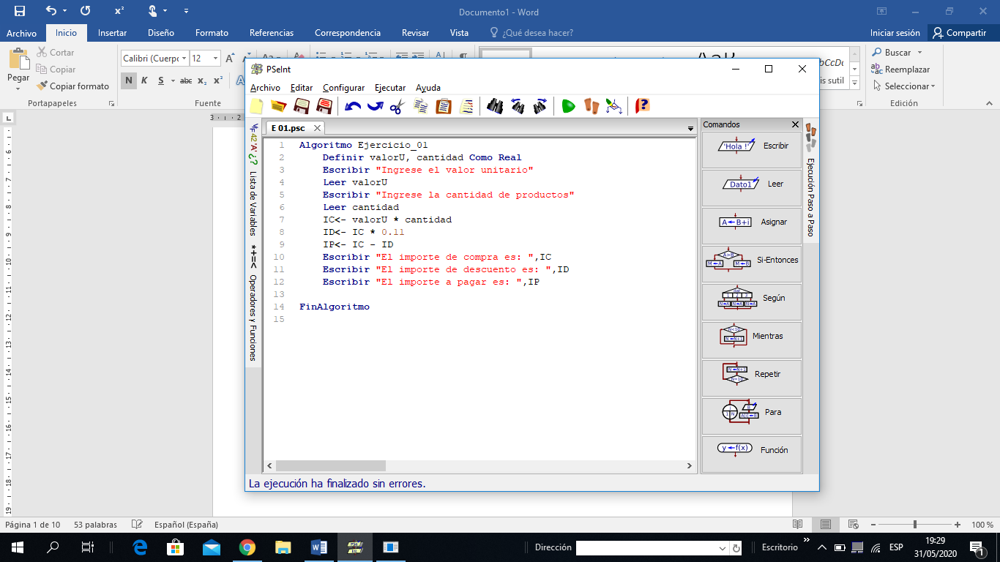 Documento1 - Word
Archivo
Inicio
Insertar
Diseño
Formato
Referencias
Correspondencia
Revisar
Vista
¿Qué desea hacer?
Iniciar sesión
Compartir
Pegar
Cortar
Copiar
Copiar formato
Portapapeles
Calibri (Cuerpo
12
N K S abc x₂ x²
Fuente
bCcDc
is sutil
Buscar
Reemplazar
Seleccionar
Edición
PSeInt
Archivo Editar Configurar Ejecutar Ayuda
E 01.psc
Lista de Variables
*+=< Operadores y Funciones
1 Algoritmo Ejercicio_01
2 Definir valorU, cantidad Como Real
3 Escribir "Ingrese el valor unitario"
4 Leer valorU
5 Escribir "Ingrese la cantidad de productos"
6 Leer cantidad
7 IC<- valorU * cantidad
8 ID<- IC * 0.11
9 IP<- IC - ID
10 Escribir "El importe de compra es: ",IC
11 Escribir "El importe de descuento es: ",ID
12 Escribir "El importe a pagar es: ",IP
13
14 FinAlgoritmo
15
Comandos
'Hola !' Escribir
Dato1 Leer
A←B+i Asignar
A>B M←A M←B Si-Entonces
Según
Mientras
Repetir
Para
y←f(x) Función
Ejecución Paso a Paso
La ejecución ha finalizado sin errores.
Página 1 de 10 53 palabras Español (España)
100 %
Dirección
Escritorio
ESP
19:29
31/05/2020
1